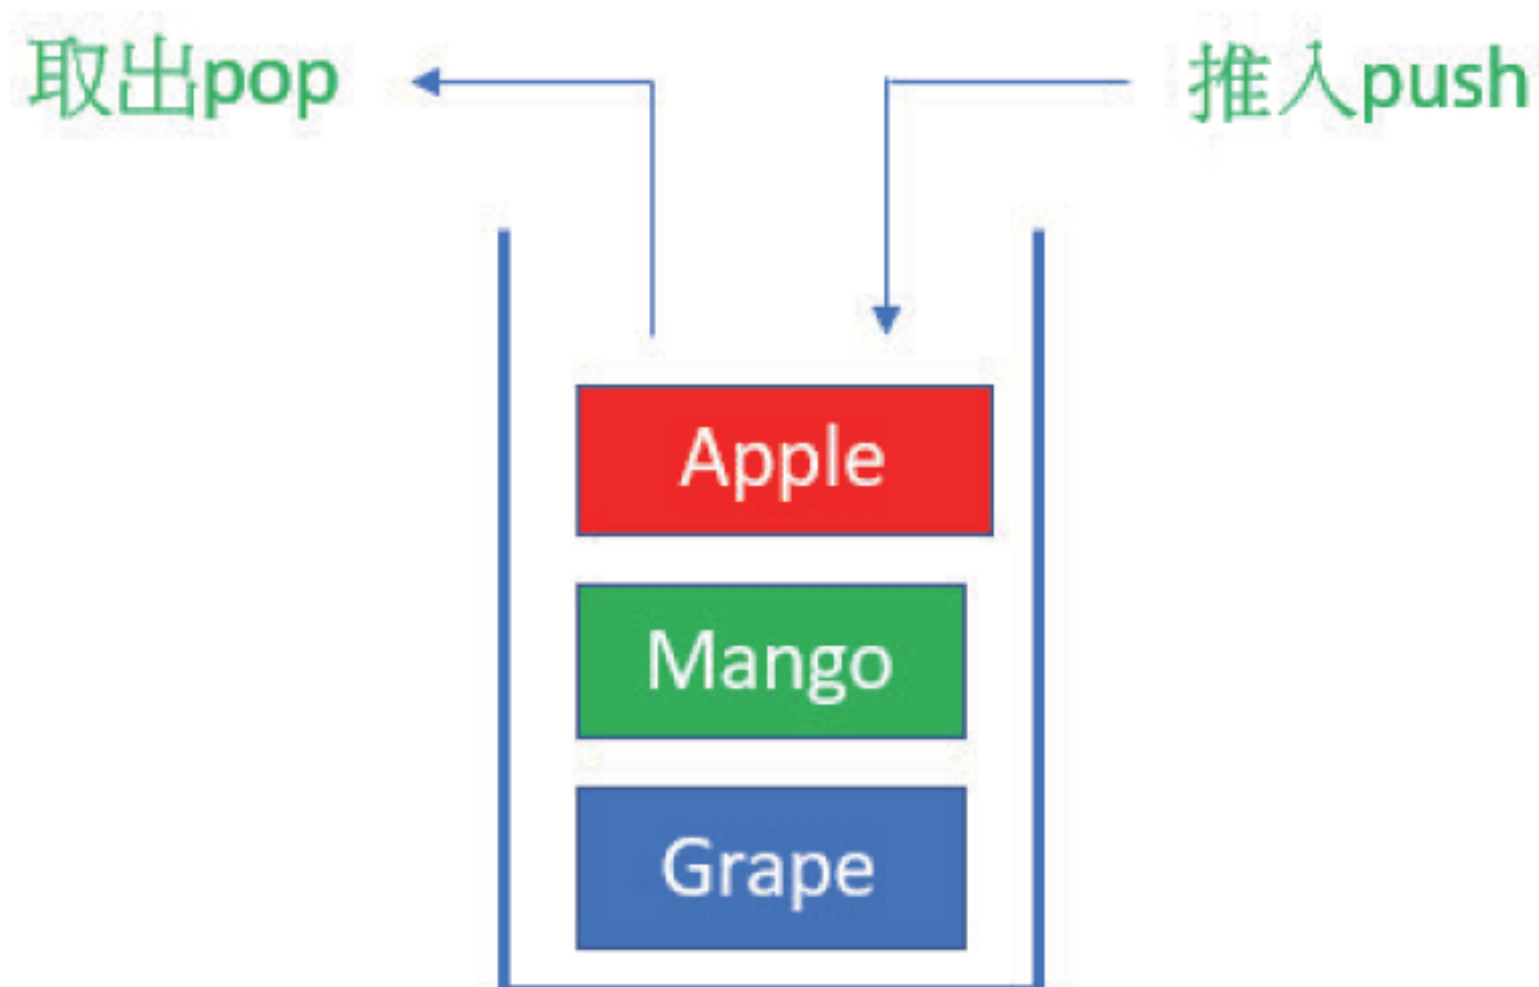 取出pop
推入push
Apple
Mango
Grape